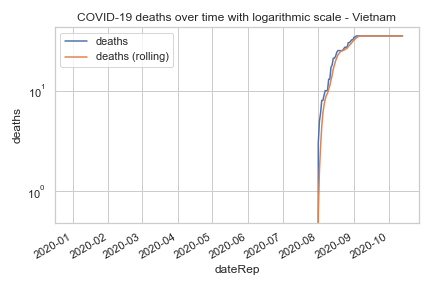 COVID-19 deaths over time with logarithmic scale - Vietnam
deaths
deaths (rolling)
10¹
10⁰
deaths
2020-01
2020-02
2020-03
2020-04
2020-05
2020-06
2020-07
2020-08
2020-09
2020-10
dateRep